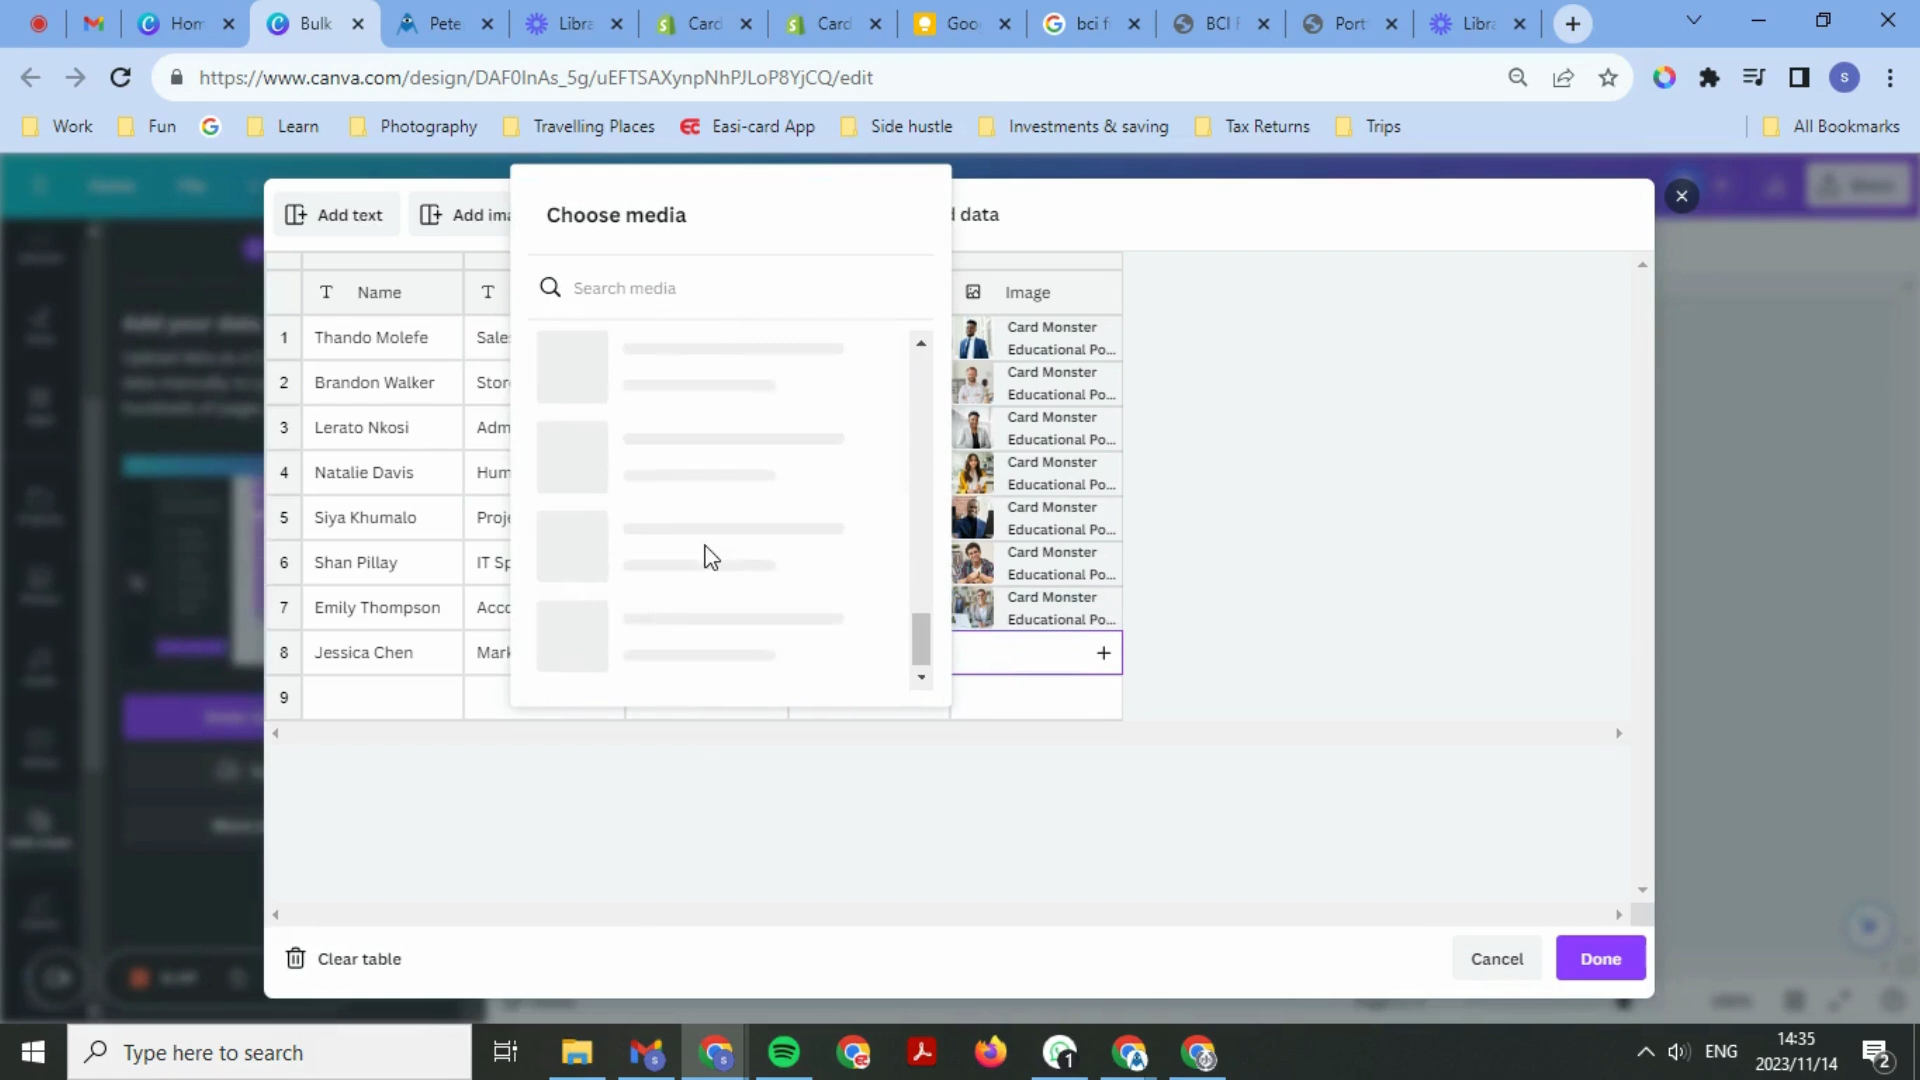 Hom
Bulk
Pete
Libra
Card
Card
Goo
bci f
BCI F
Port
Libra
https://www.canva.com/design/DAF0InAs_5g/uEFTSAXynpNhPJLoP8YjCQ/edit
s
Work
Fun
Learn
Photography
Travelling Places
Easi-card App
Side hustle
Investments & saving
Tax Returns
Trips
All Bookmarks
Add text
Add ima
d data
Choose media
Search media
Name
Image
1 Thando Molefe Sale
Card Monster
Educational Po...
2 Brandon Walker Stor
Card Monster
Educational Po...
3 Lerato Nkosi Adm
Card Monster
Educational Po...
4 Natalie Davis Hum
Card Monster
Educational Po...
5 Siya Khumalo Proje
Card Monster
Educational Po...
6 Shan Pillay IT Sp
Card Monster
Educational Po...
7 Emily Thompson Acco
Card Monster
Educational Po...
8 Jessica Chen Mark
9
Clear table
Cancel
Done
Type here to search
1
ENG
14:35
2023/11/14
2